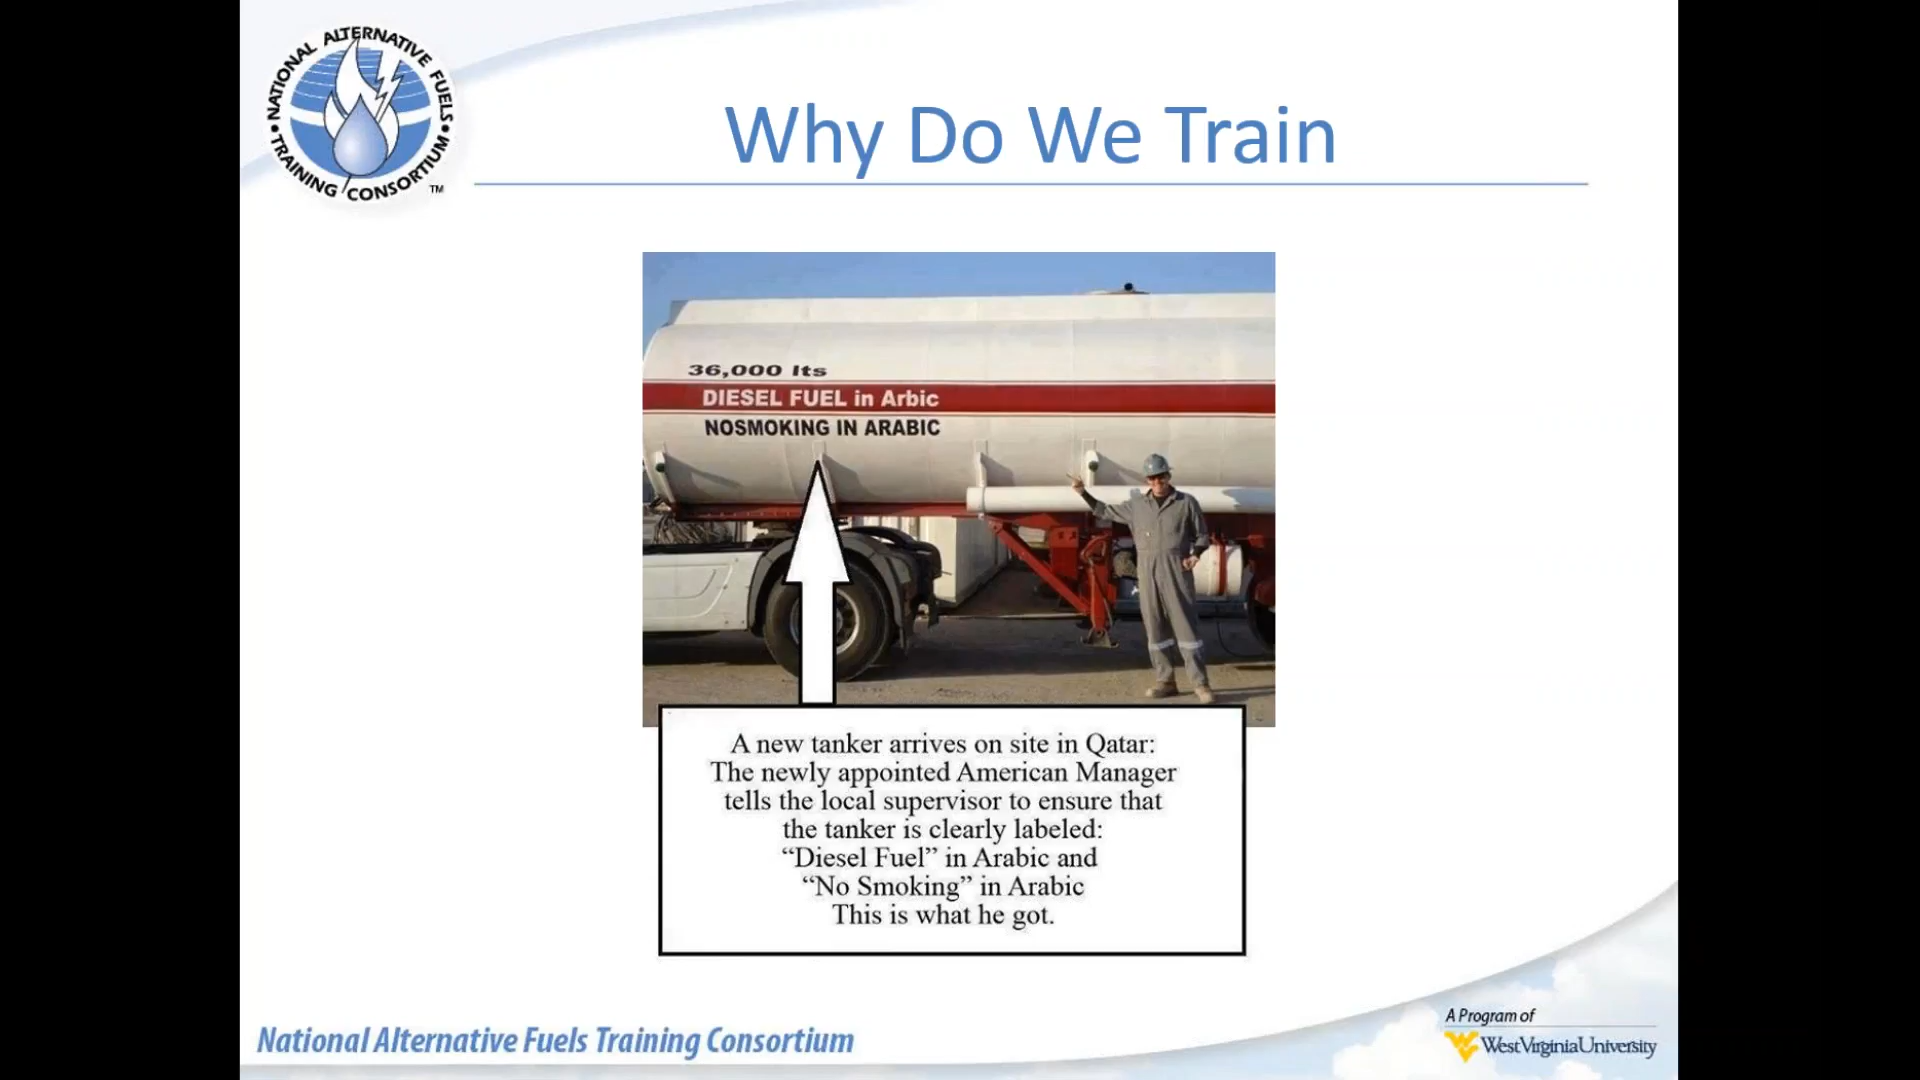 NATIONAL ALTERNATIVE FUELS
• TRAINING CONSORTIUM •
TM
Why Do We Train
36,000 lts
DIESEL FUEL in Arbic
NOSMOKING IN ARABIC
A new tanker arrives on site in Qatar:
The newly appointed American Manager
tells the local supervisor to ensure that
the tanker is clearly labeled:
“Diesel Fuel” in Arabic and
“No Smoking” in Arabic
This is what he got.
National Alternative Fuels Training Consortium
A Program of
WV WestVirginiaUniversity